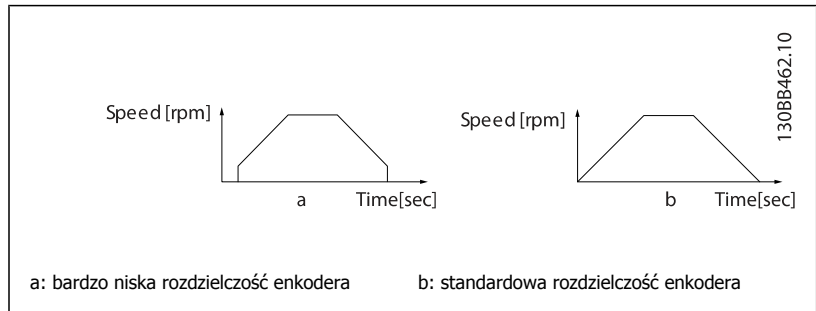 Speed [rpm]
a
Time[sec]
Speed [rpm]
b
Time[sec]
130BB462.10
a: bardzo niska rozdzielczość enkodera
b: standardowa rozdzielczość enkodera